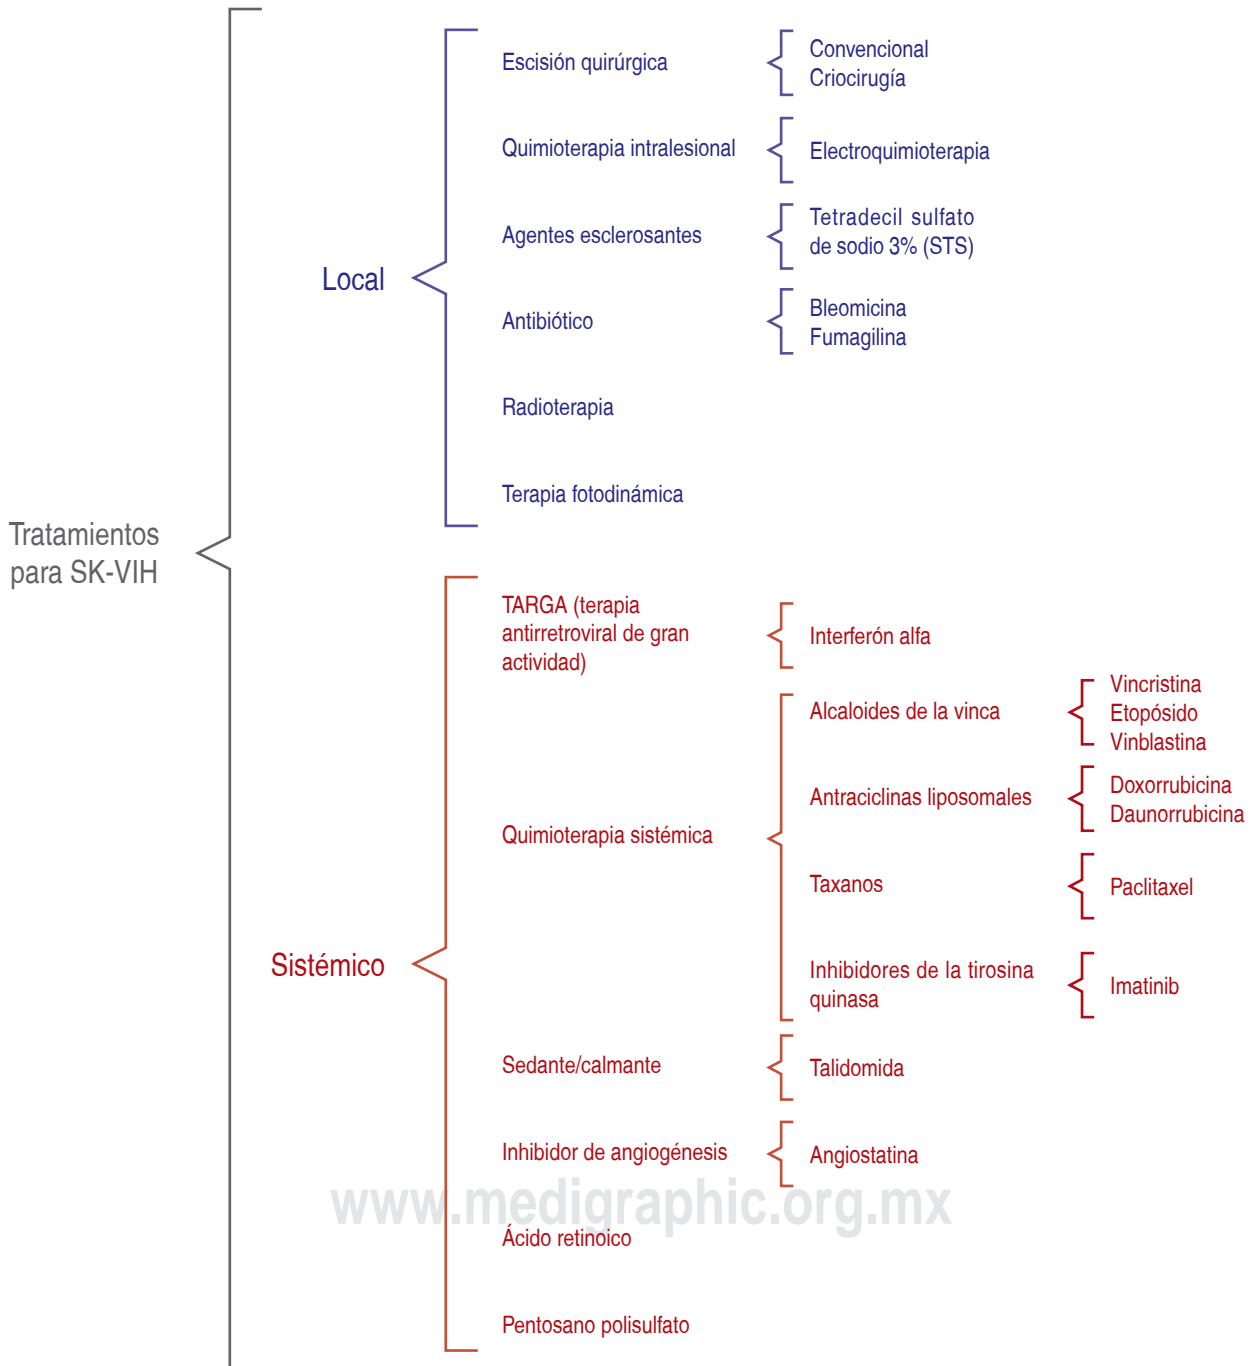 Tratamientos
para SK-VIH
Local
Escisión quirúrgica
Convencional
Criocirugía
Quimioterapia intralesional
Electroquimioterapia
Agentes esclerosantes
Tetradecil sulfato
de sodio 3% (STS)
Antibiótico
Bleomicina
Fumagilina
Radioterapia
Terapia fotodinámica
Sistémico
TARGA (terapia
antirretroviral de gran
actividad)
Interferón alfa
Quimioterapia sistémica
Alcaloides de la vinca
Vincristina
Etopósido
Vinblastina
Antraciclinas liposomales
Doxorrubicina
Daunorrubicina
Taxanos
Paclitaxel
Inhibidores de la tirosina
quinasa
Imatinib
Sedante/calmante
Talidomida
Inhibidor de angiogénesis
Angiostatina
www.medigraphic.org.mx
Ácido retinoico
Pentosano polisulfato